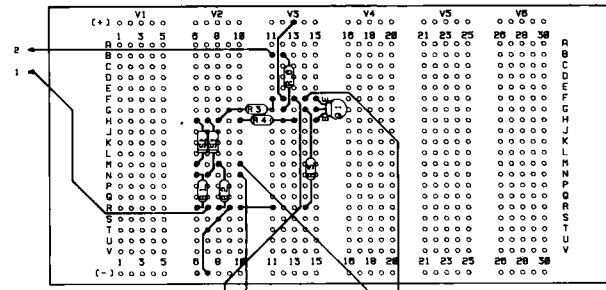 V1 V2 V3 V4 V5 V6
(+)
1 3 5 6 8 10 11 13 15 16 18 20 21 23 25 26 28 30
2
1
A A
B B
C C
D D
E E
F F
G G
H H
J J
K K
L L
M M
N N
P P
Q Q
R R
S S
T T
U U
V V
R3
R4
R5
Q1
1 3 5 6 8 10 11 13 15 16 18 20 21 23 25 26 28 30
(-)